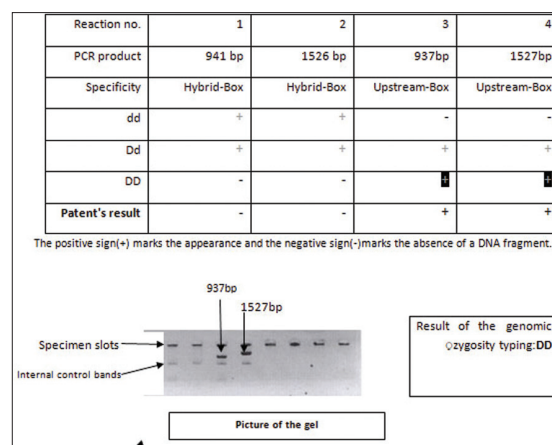 Reaction no. 1 2 3 4
PCR product 941 bp 1526 bp 937bp 1527bp
Specificity Hybrid-Box Hybrid-Box Upstream-Box Upstream-Box
dd + + - -
Dd + + + +
DD - - + +
Patent's result - - + +
The positive sign(+) marks the appearance and the negative sign(-)marks the absence of a DNA fragment.
937bp
1527bp
Specimen slots
Internal control bands
Result of the genomic
zygosity typing:DD
Picture of the gel